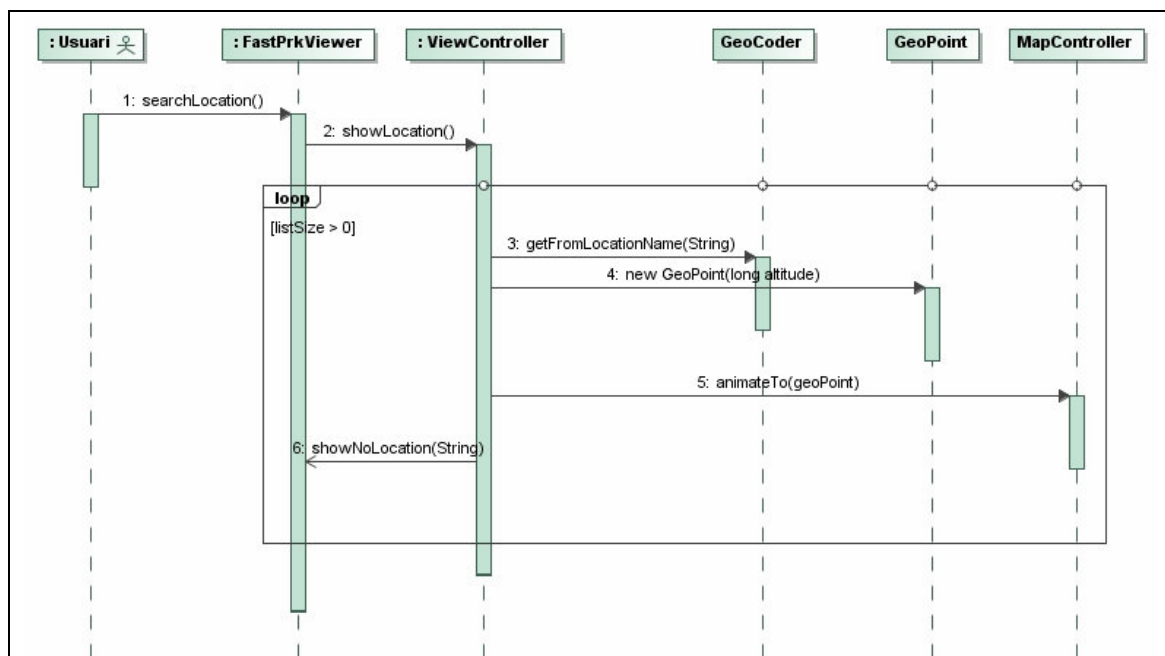 : Usuari
: FastPrkViewer
: ViewController
GeoCoder
GeoPoint
MapController
1: searchLocation()
2: showLocation()
loop
[listSize > 0]
3: getFromLocationName(String)
4: new GeoPoint(long altitude)
5: animateTo(geoPoint)
6: showNoLocation(String)